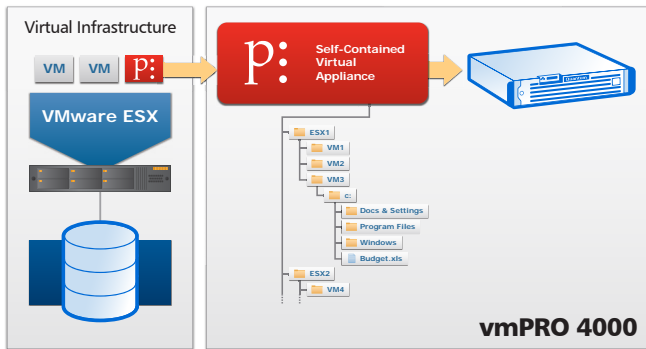 Virtual Infrastructure
VM
VM
p:
VMware ESX
p:
Self-Contained
Virtual
Appliance
ESX1
VM1
VM2
VM3
c:
Docs & Settings
Program Files
Windows
Budget.xls
ESX2
VM4
vmPRO 4000